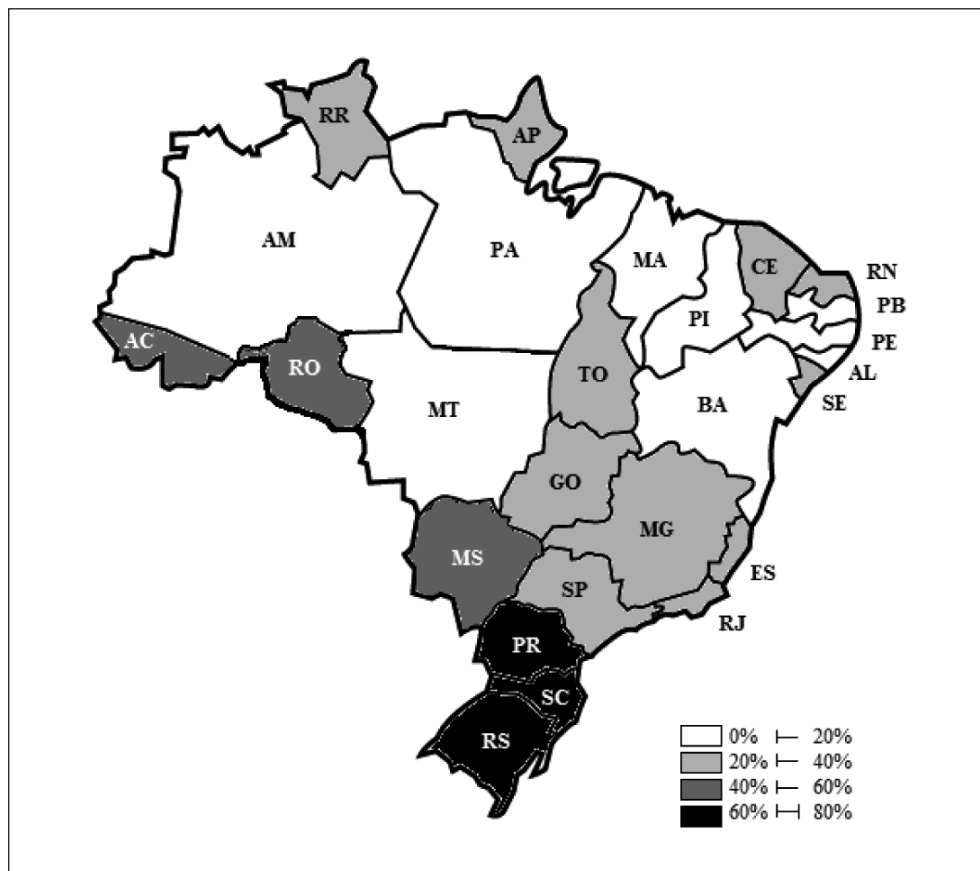 RR
AP
AM
PA
MA
CE
RN
PB
PI
PE
AC
RO
TO
AL
BA
SE
MT
GO
MG
MS
SP
ES
RJ
PR
SC
RS
0% 20%
20% 40%
40% 60%
60% 80%